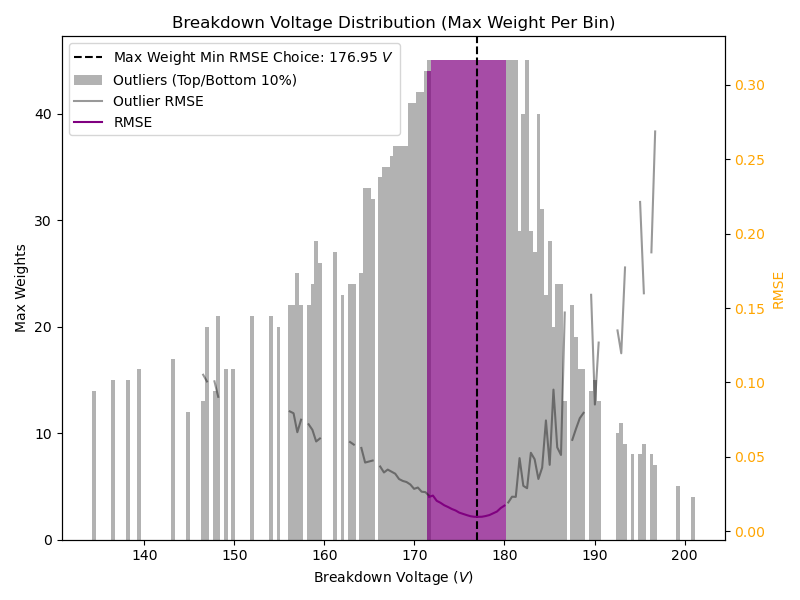 Breakdown Voltage Distribution (Max Weight Per Bin)
Max Weight Min RMSE Choice: 176.95 V
Outliers (Top/Bottom 10%)
Outlier RMSE
RMSE
Max Weights
0
10
20
30
40
RMSE
0.30
0.25
0.20
0.15
0.10
0.05
0.00
140 150 160 170 180 190 200
Breakdown Voltage (V)